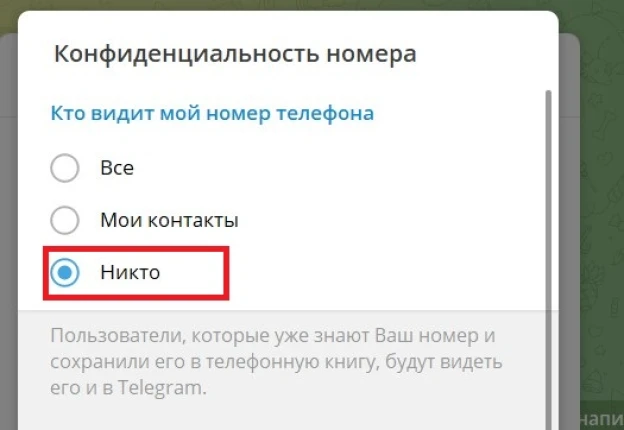 Конфиденциальность номера
Кто видит мой номер телефона
Все
Мои контакты
Никто
Пользователи, которые уже знают Ваш номер и
сохранили его в телефонную книгу, будут видеть
его и в Telegram.